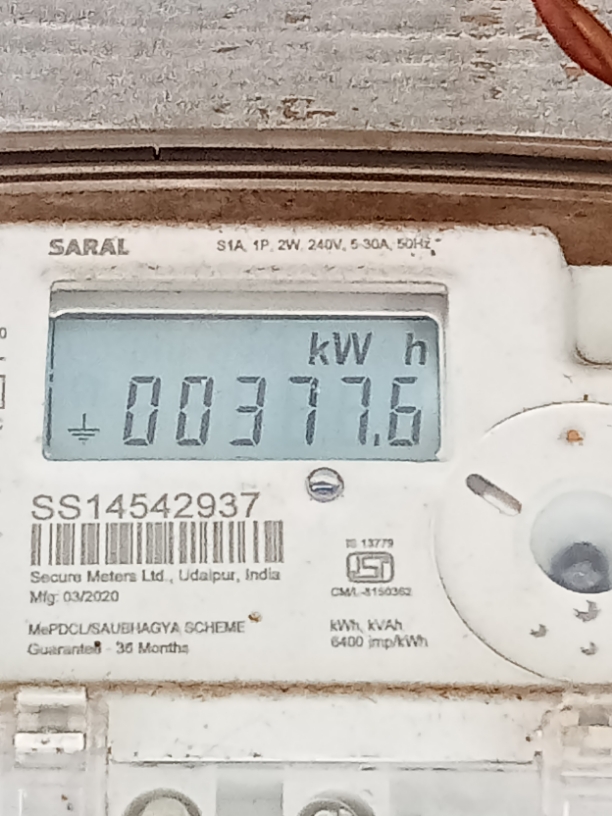 SARAL
S1A, 1P, 2W, 240V, 5-30A, 50Hz
kW h
00377.6
SS14542937
Secure Meters Ltd., Udaipur, India
Mfg: 03/2020
MePDCL/SAUBHAGYA SCHEME
Guarantee - 36 Months
IS 13779
ISI
CM/L-8150362
kWh, kVAh
6400 imp/kWh